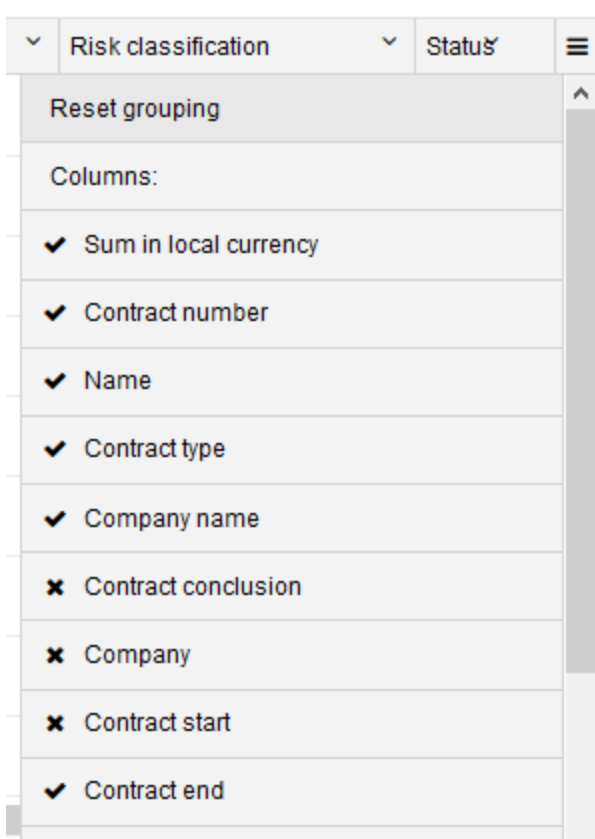 Risk classification
Status
Reset grouping
Columns:
Sum in local currency
Contract number
Name
Contract type
Company name
Contract conclusion
Company
Contract start
Contract end